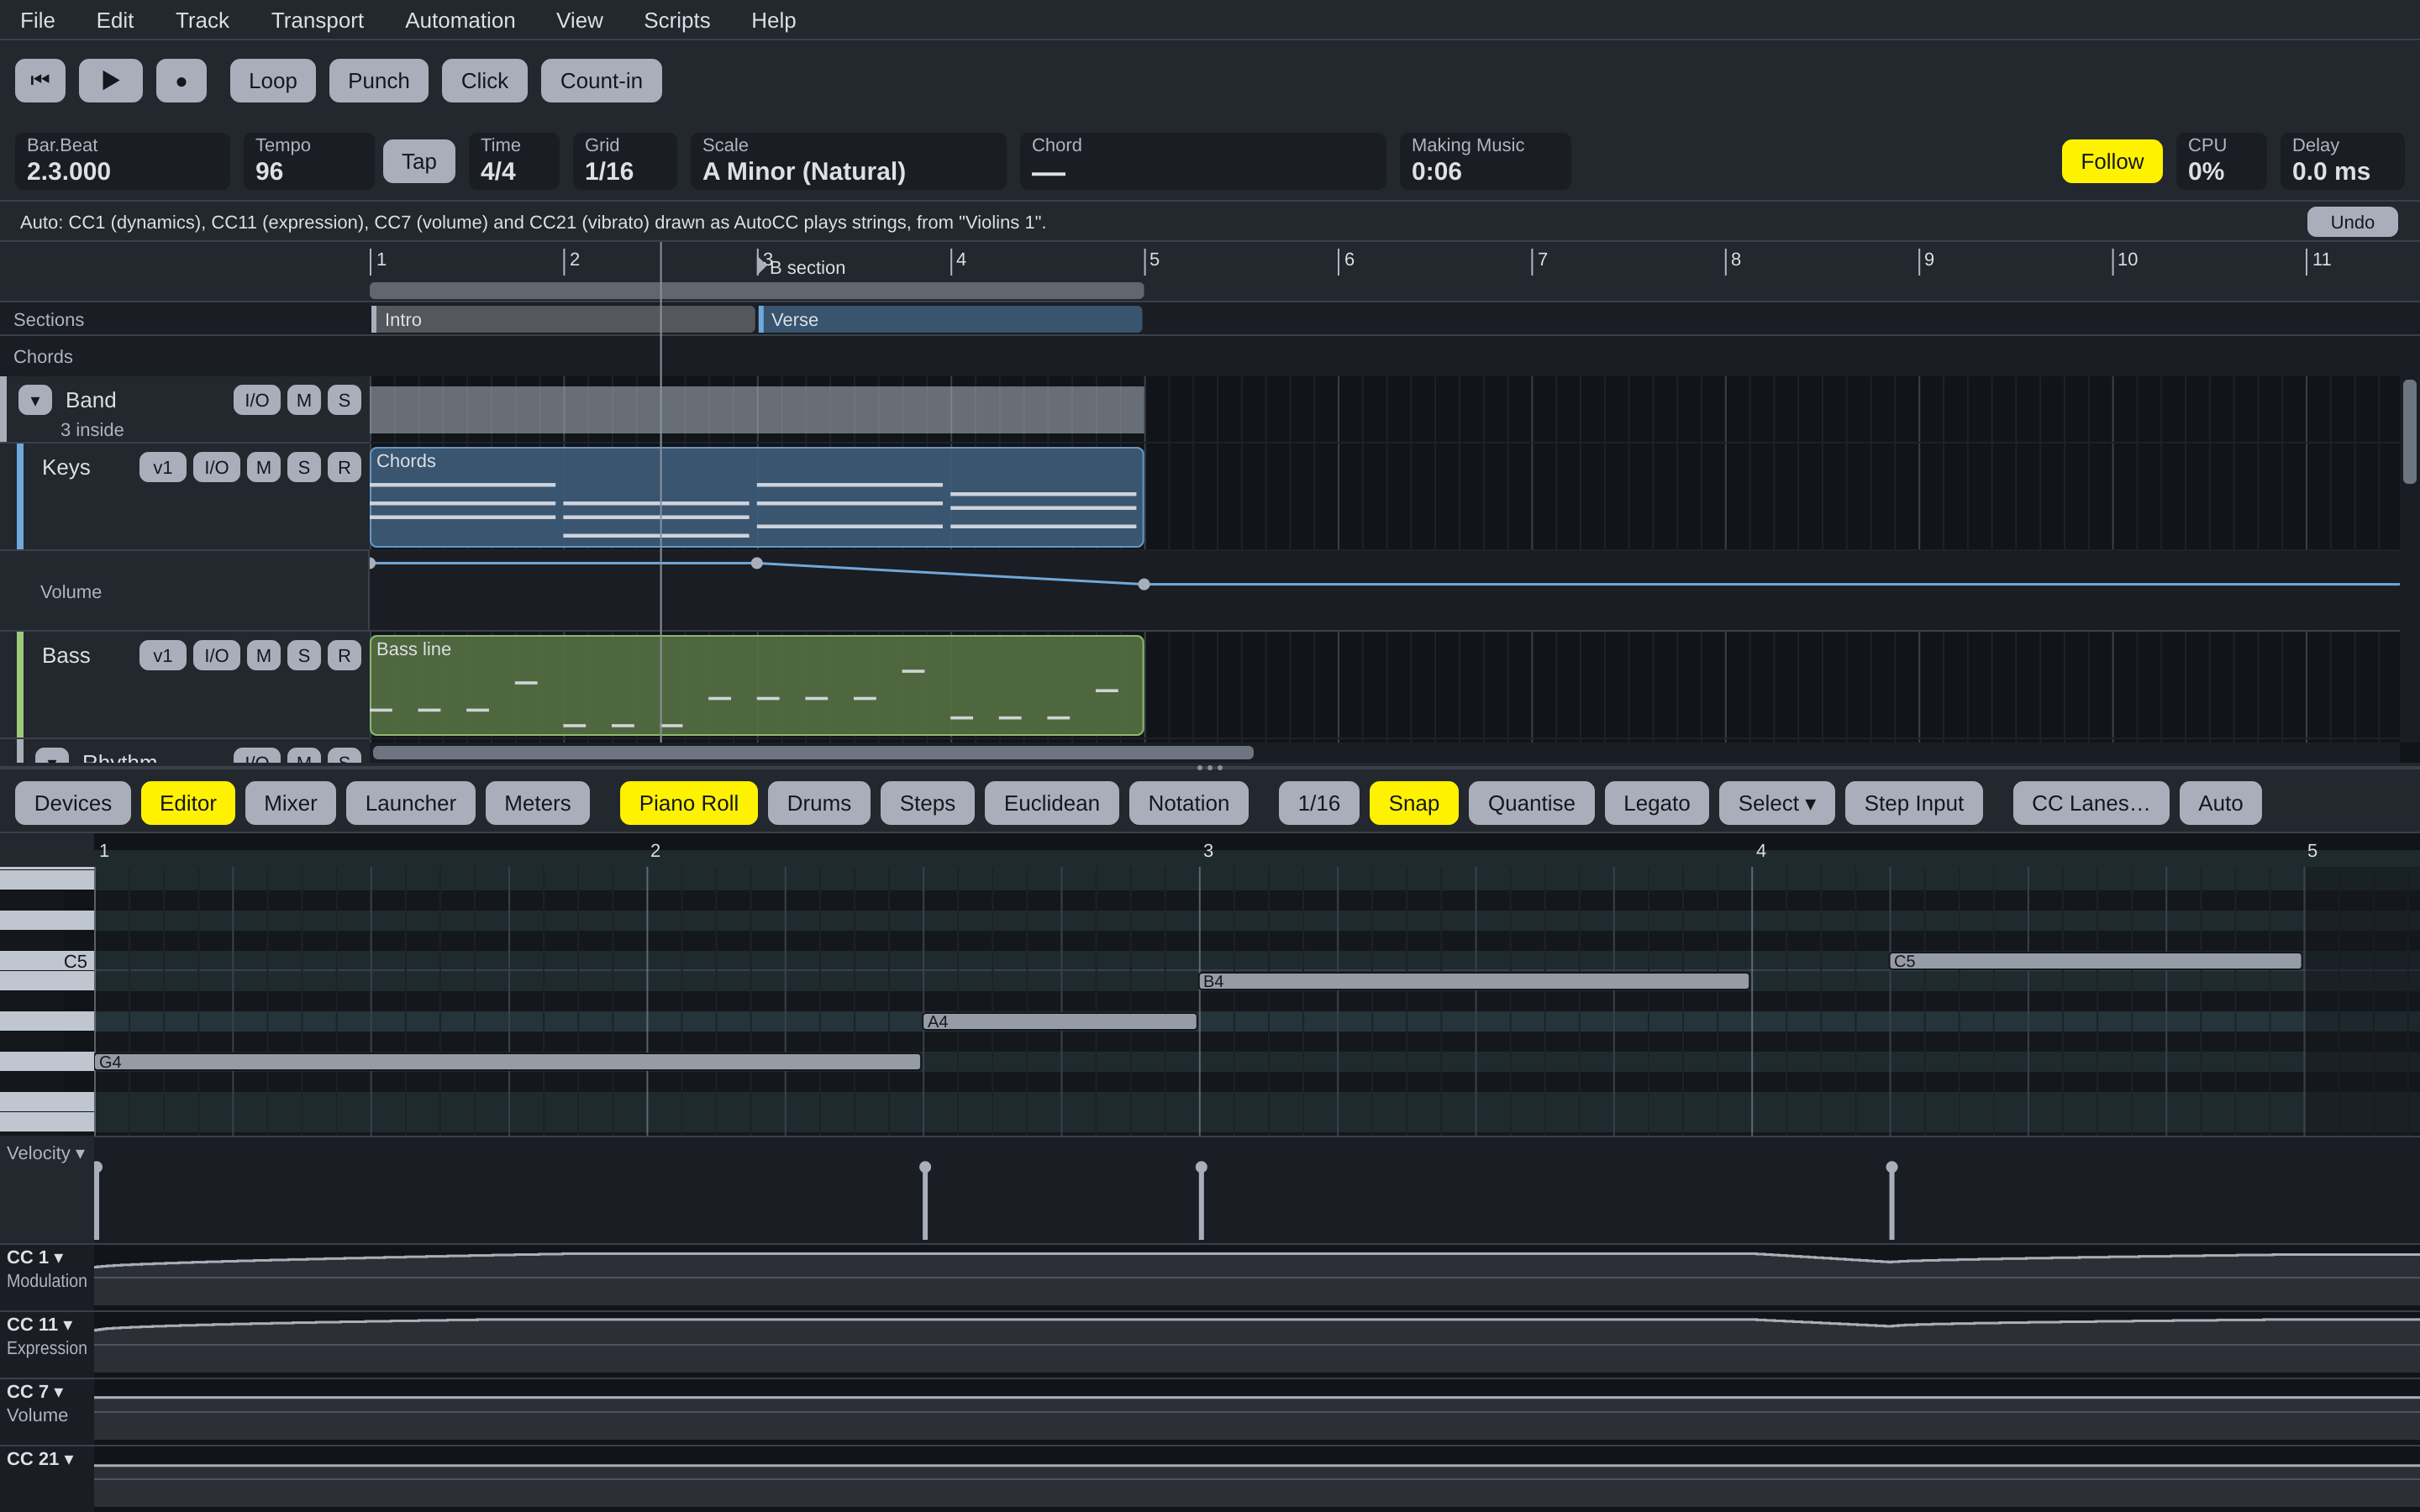 File Edit Track Transport Automation View Scripts Help
Loop Punch Click Count-in
Bar.Beat Tempo Time Grid Scale Chord Making Music CPU Delay
2.3.000 96 Tap 4/4 1/16 A Minor (Natural) — 0:06 Follow 0% 0.0 ms
Auto: CC1 (dynamics), CC11 (expression), CC7 (volume) and CC21 (vibrato) drawn as AutoCC plays strings, from "Violins 1". Undo
1 2 3 B section 4 5 6 7 8 9 10 11
Sections Intro Verse
Chords
▾ Band I/O M S
3 inside
Keys v1 I/O M S R Chords
Volume
Bass v1 I/O M S R Bass line
▾ Rhythm I/O M S
Devices Editor Mixer Launcher Meters Piano Roll Drums Steps Euclidean Notation 1/16 Snap Quantise Legato Select ▾ Step Input CC Lanes… Auto
1 2 3 4 5
C5 C5
B4
A4
G4
Velocity ▾
CC 1 ▾
Modulation
CC 11 ▾
Expression
CC 7 ▾
Volume
CC 21 ▾